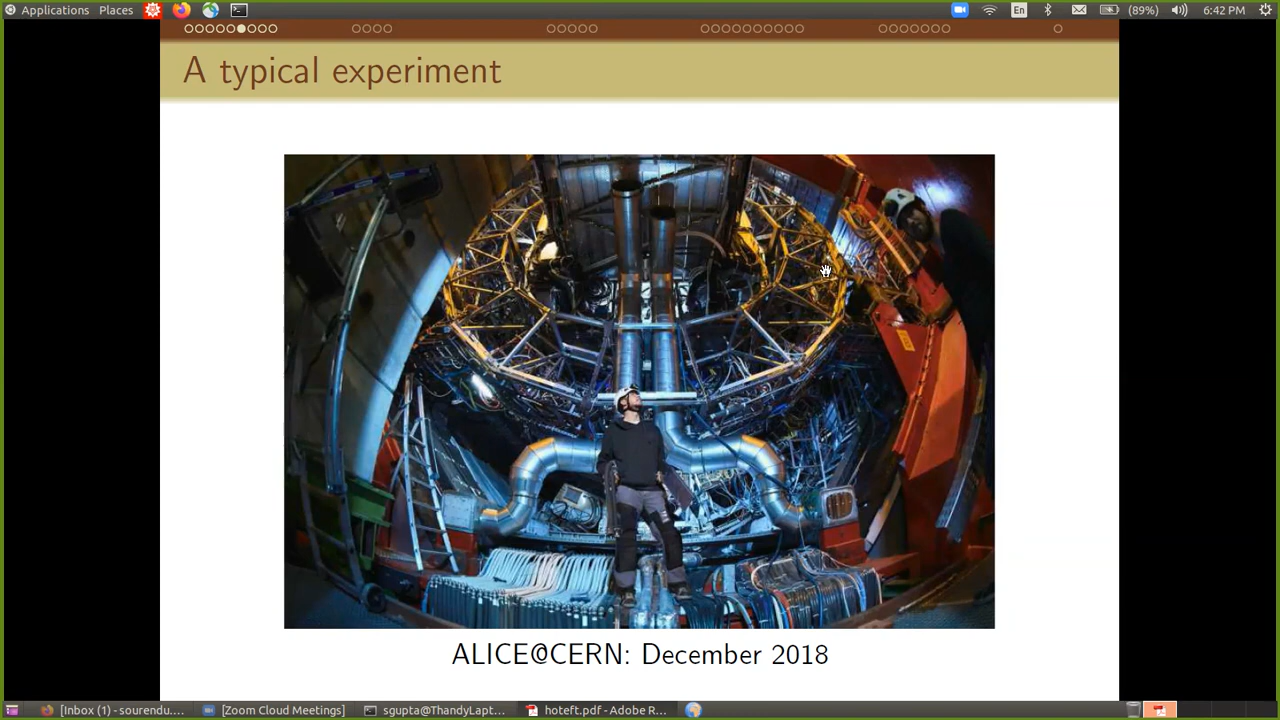 Applications Places En (89%) 6:42 PM
A typical experiment
ALICE@CERN: December 2018
[Inbox (1) - sourendu.... [Zoom Cloud Meetings] sgupta@ThandyLapt... hoteft.pdf - Adobe R...